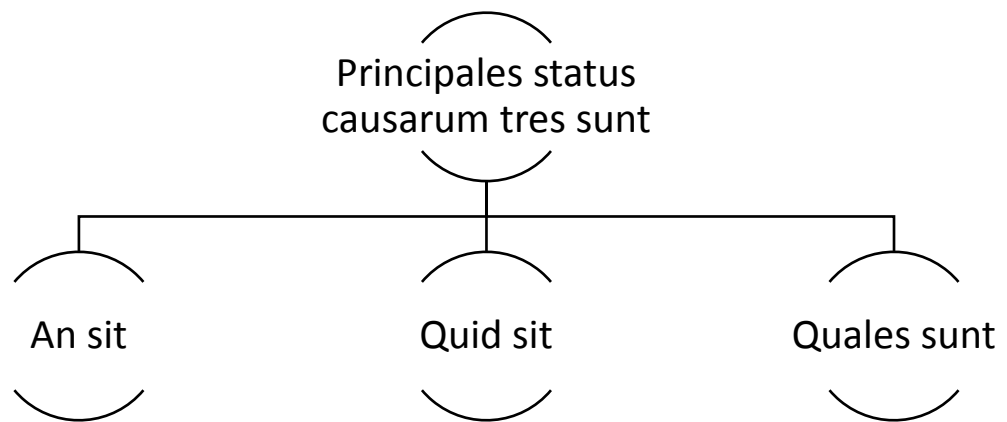 Principales status
causarum tres sunt
An sit
Quid sit
Quales sunt